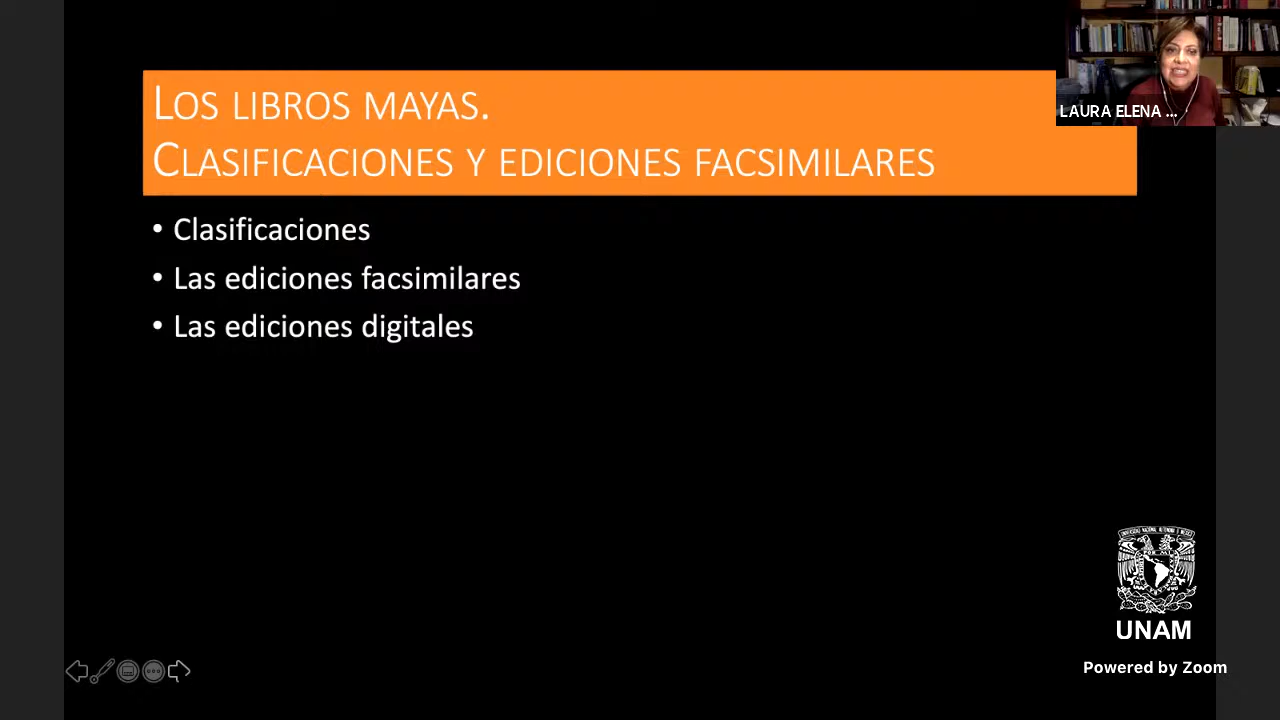 LOS LIBROS MAYAS.
CLASIFICACIONES Y EDICIONES FACSIMILARES
LAURA ELENA ...
• Clasificaciones
• Las ediciones facsimilares
• Las ediciones digitales
UNAM
Powered by Zoom